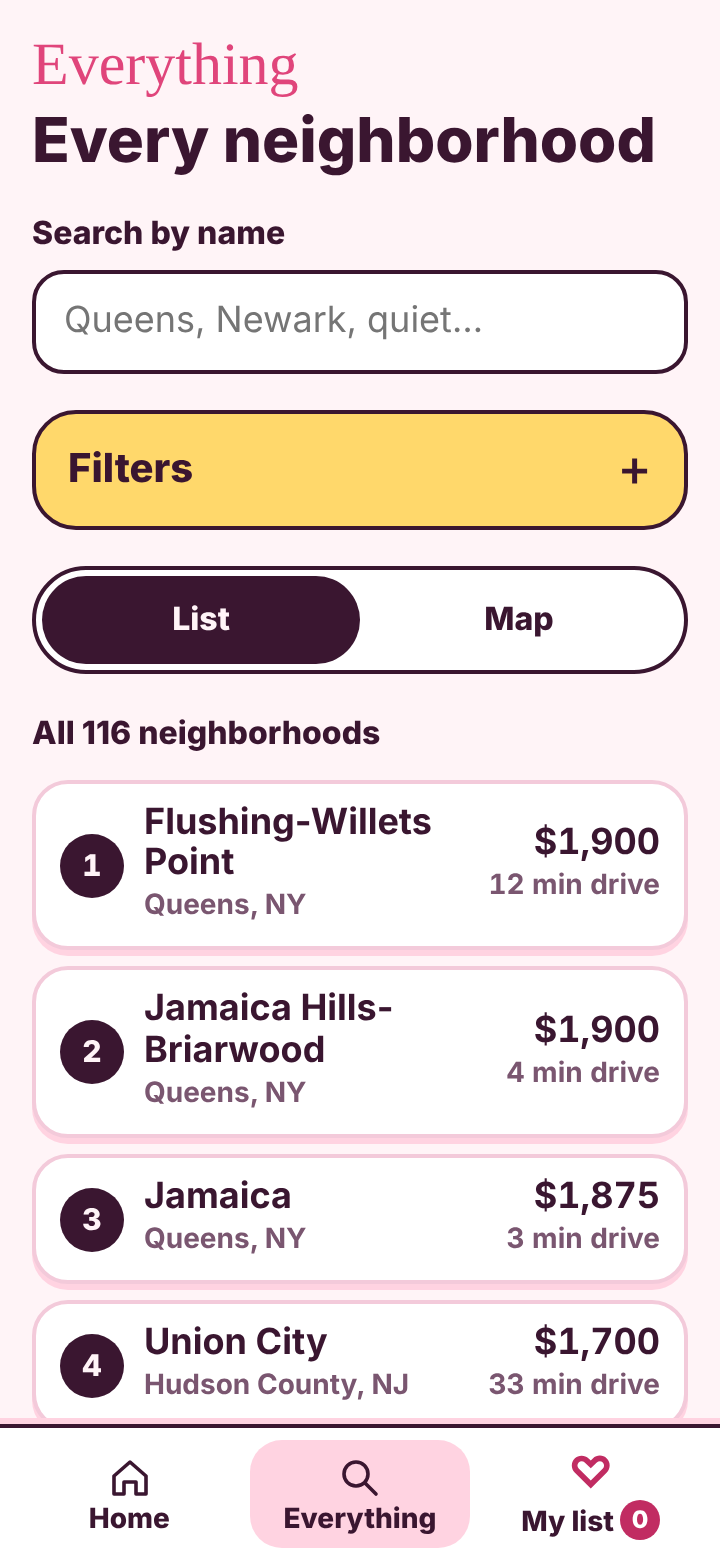 Everything
Every neighborhood
Search by name
Queens, Newark, quiet...
Filters +
List Map
All 116 neighborhoods
1
Flushing-Willets
Point
Queens, NY
$1,900
12 min drive
2
Jamaica Hills-
Briarwood
Queens, NY
$1,900
4 min drive
3
Jamaica
Queens, NY
$1,875
3 min drive
4
Union City
Hudson County, NJ
$1,700
33 min drive
Home
Everything
My list 0